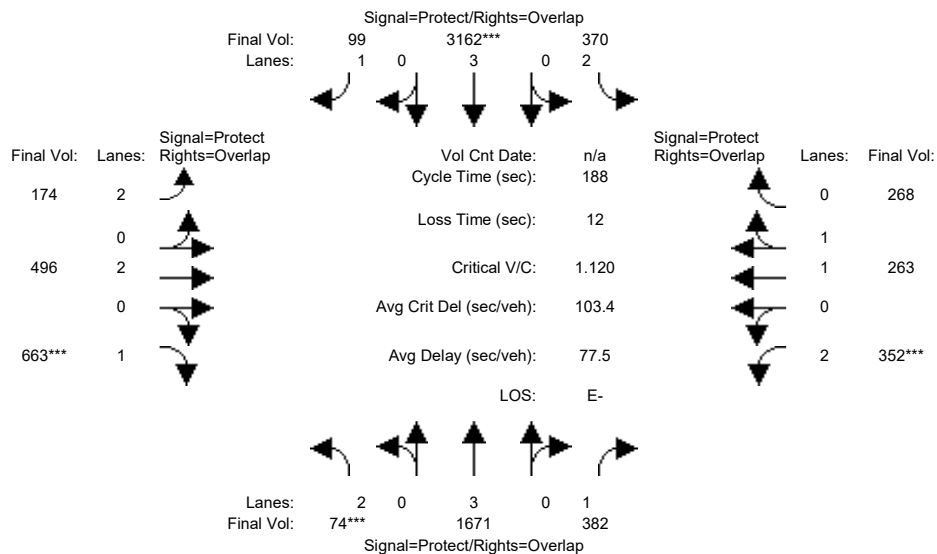 Signal=Protect/Rights=Overlap
Final Vol: 99 3162*** 370
Lanes: 1 0 3 0 2
Signal=Protect
Final Vol: Lanes: Rights=Overlap
Vol Cnt Date: n/a
Signal=Protect
Rights=Overlap Lanes: Final Vol:
Cycle Time (sec): 188
174 2
0 268
Loss Time (sec): 12
0
1
496 2
Critical V/C: 1.120
1 263
0
Avg Crit Del (sec/veh): 103.4
0
663*** 1
Avg Delay (sec/veh): 77.5
2 352***
LOS: E-
Lanes: 2 0 3 0 1
Final Vol: 74*** 1671 382
Signal=Protect/Rights=Overlap